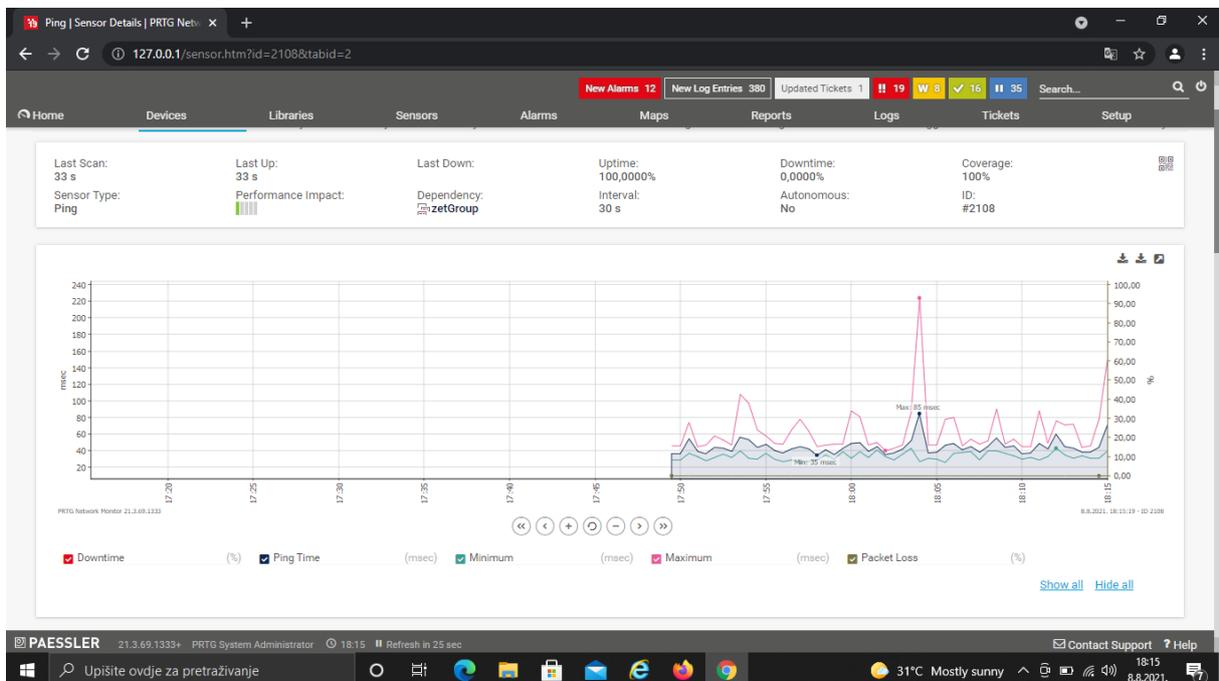 Ping | Sensor Details | PRTG Netw
127.0.0.1/sensor.htm?id=2108&tabid=2
New Alarms 12 New Log Entries 380 Updated Tickets 1 !! 19 W 8 16 35 Search...
Home Devices Libraries Sensors Alarms Maps Reports Logs Tickets Setup
Last Scan: Last Up: Last Down: Uptime: Downtime: Coverage:
33 s 33 s 100,0000% 0,0000% 100%
Sensor Type: Performance Impact: Dependency: Interval: Autonomous: ID:
Ping zetGroup 30 s No #2108
240 100,00
220 90,00
200 80,00
180 70,00
160 60,00
140 50,00
120 40,00
100 30,00
80 20,00
60 10,00
40 0,00
20
msec
%
Max: 85 msec
Min: 35 msec
17:20 17:25 17:30 17:35 17:40 17:45 17:50 17:55 18:00 18:05 18:10 18:15
PRTG Network Monitor 21.3.69.1333 8.8.2021. 18:15:19 - ID 2108
Downtime (%) Ping Time (msec) Minimum (msec) Maximum (msec) Packet Loss (%)
Show all Hide all
PAESSLER 21.3.69.1333+ PRTG System Administrator 18:15 Refresh in 25 sec Contact Support ? Help
Upišite ovdje za pretraživanje 31°C Mostly sunny 18:15
8.8.2021. 7